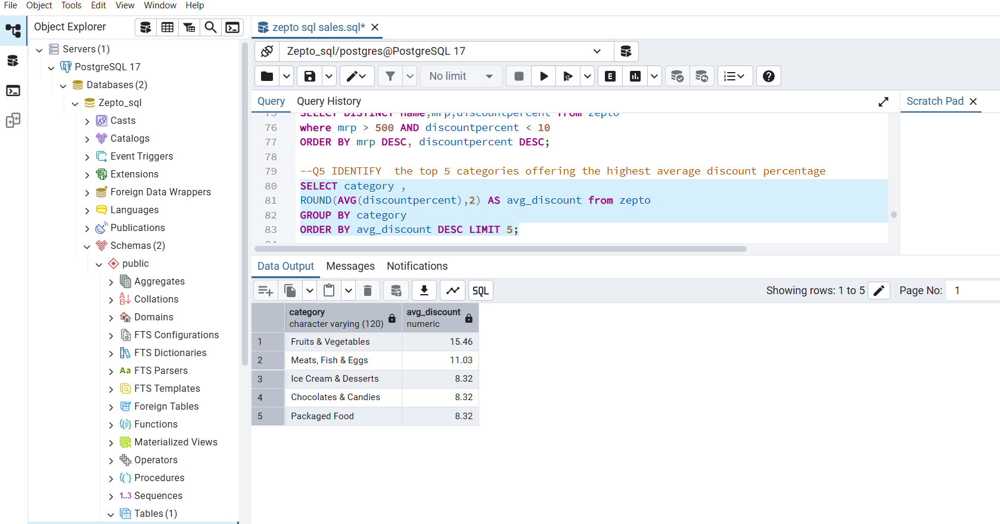 File Object Tools Edit View Window Help
Object Explorer
zepto sql sales.sql*
Servers (1)
PostgreSQL 17
Databases (2)
Zepto_sql
Casts
Catalogs
Event Triggers
Extensions
Foreign Data Wrappers
Languages
Publications
Schemas (2)
public
Aggregates
Collations
Domains
FTS Configurations
FTS Dictionaries
Aa FTS Parsers
FTS Templates
Foreign Tables
Functions
Materialized Views
Operators
Procedures
1..3 Sequences
Tables (1)
Zepto_sql/postgres@PostgreSQL 17
No limit
E
Query Query History
Scratch Pad
75 SELECT DISTINCT name,mrp,discountpercent from zepto
76 where mrp > 500 AND discountpercent < 10
77 ORDER BY mrp DESC, discountpercent DESC;
78
79 --Q5 IDENTIFY  the top 5 categories offering the highest average discount percentage
80 SELECT category ,
81 ROUND(AVG(discountpercent),2) AS avg_discount from zepto
82 GROUP BY category
83 ORDER BY avg_discount DESC LIMIT 5;
84
Data Output Messages Notifications
SQL
Showing rows: 1 to 5
Page No: 1
category avg_discount
character varying (120) numeric
1 Fruits & Vegetables 15.46
2 Meats, Fish & Eggs 11.03
3 Ice Cream & Desserts 8.32
4 Chocolates & Candies 8.32
5 Packaged Food 8.32